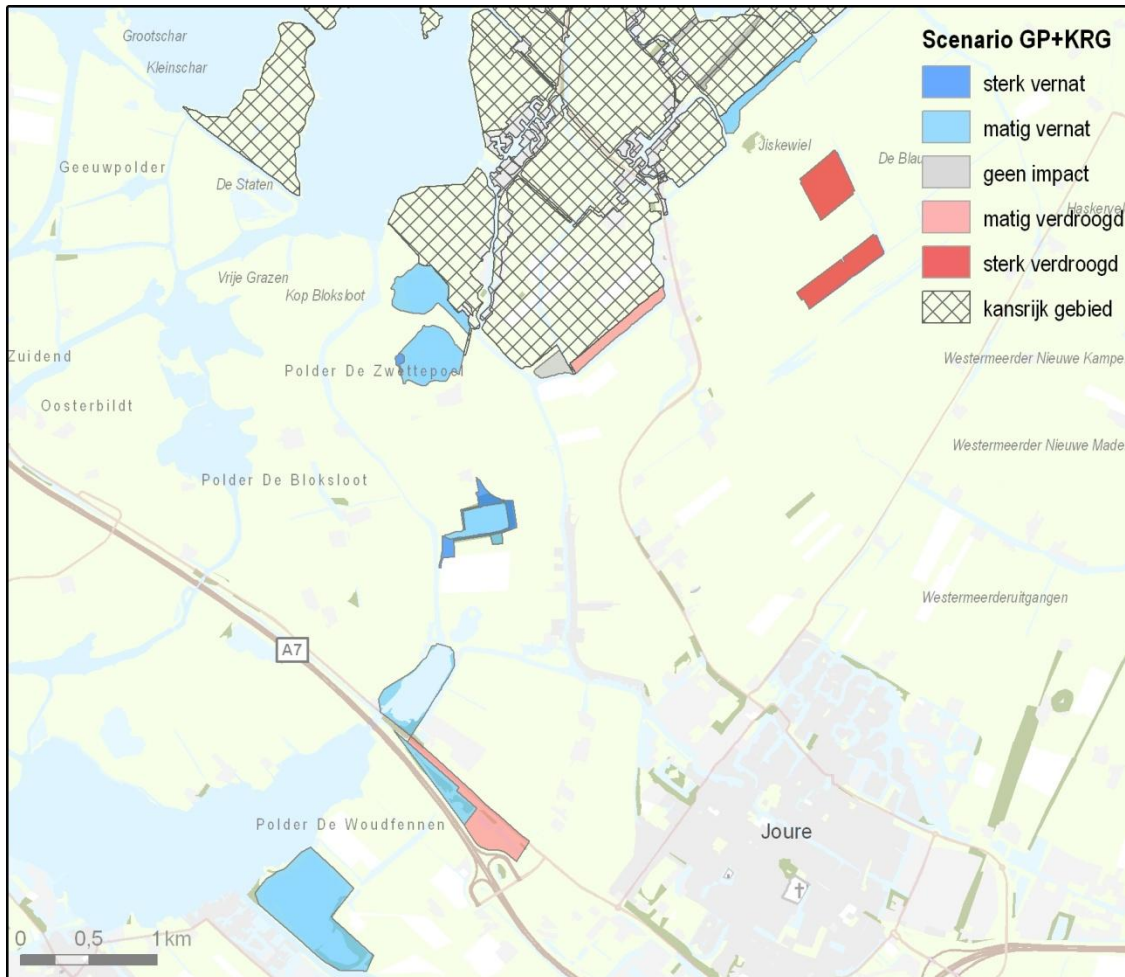 Grootschar
Kleinschar
Geeuwpolder
De Staten
Vrije Grazen
Kop Bloksloot
Zuidend
Polder De Zwettepoel
Oosterbildt
Polder De Bloksloot
A7
Polder De Woudfennen
0 0,5 1 km
Joure
Jiskewiel
De Blau
Haskervel
Westermeerder Nieuwe Kampe
Westermeerder Nieuwe Made
Westermeerderuitgangen
Scenario GP+KRG
sterk vernat
matig vernat
geen impact
matig verdroogd
sterk verdroogd
kansrijk gebied